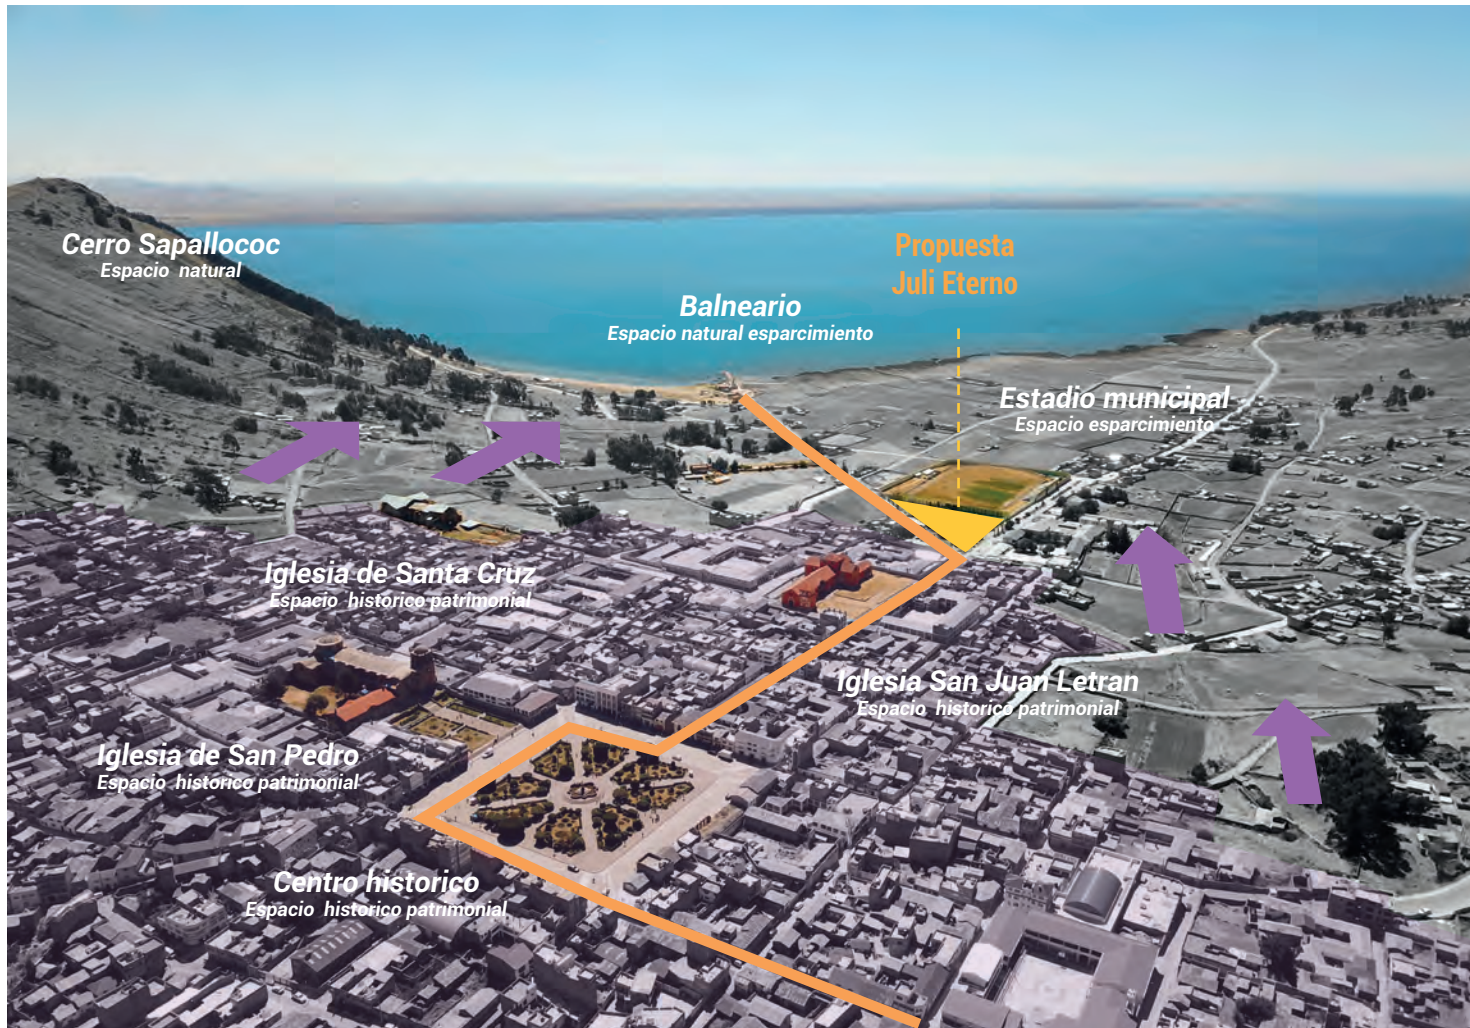 Cerro Sapallococ
Espacio natural
Propuesta
Juli Eterno
Balneario
Espacio natural esparcimiento
Estadio municipal
Espacio esparcimiento
Iglesia de Santa Cruz
Espacio historico patrimonial
Iglesia San Juan Letran
Espacio historico patrimonial
Iglesia de San Pedro
Espacio historico patrimonial
Centro historico
Espacio historico patrimonial